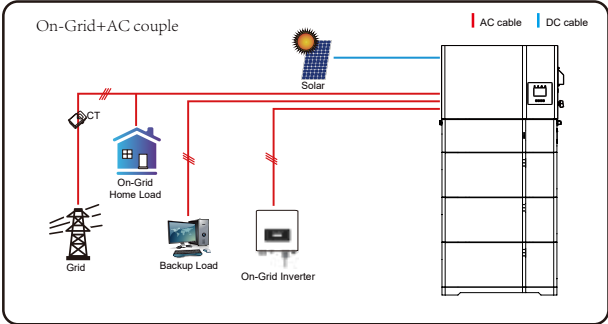 On-Grid+AC couple
AC cable
DC cable
Solar
CT
On-Grid
Home Load
Grid
Backup Load
On-Grid Inverter